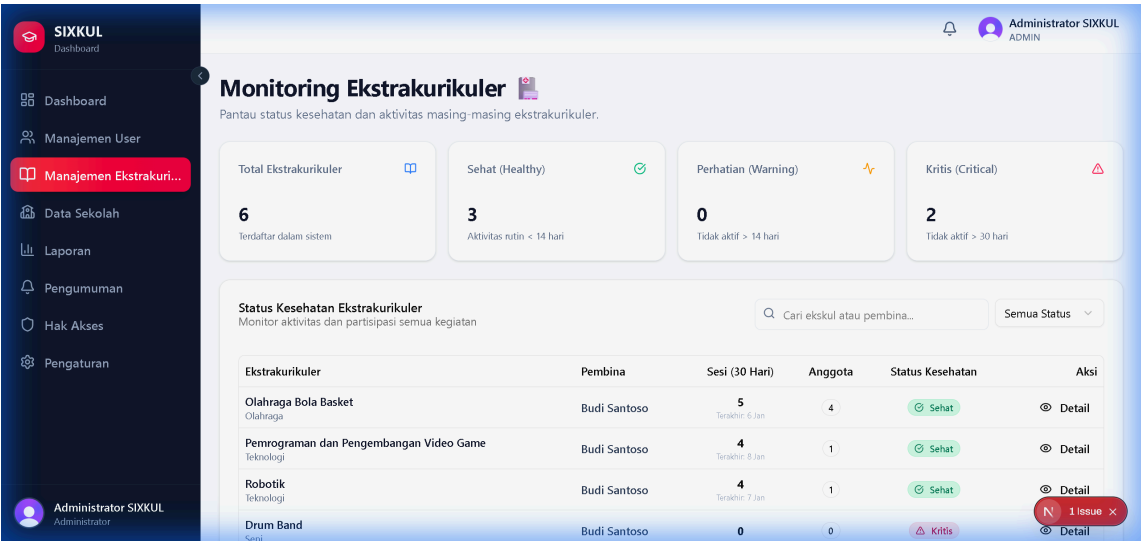 SIXKUL
Dashboard
Administrator SIXKUL
ADMIN
Dashboard
Manajemen User
Manajemen Ekstrakuri...
Data Sekolah
Laporan
Pengumuman
Hak Akses
Pengaturan
Administrator SIXKUL
Administrator
Monitoring Ekstrakurikuler
Pantau status kesehatan dan aktivitas masing-masing ekstrakurikuler.
Total Ekstrakurikuler
6
Terdaftar dalam sistem
Sehat (Healthy)
3
Aktivitas rutin < 14 hari
Perhatian (Warning)
0
Tidak aktif > 14 hari
Kritis (Critical)
2
Tidak aktif > 30 hari
Status Kesehatan Ekstrakurikuler
Monitor aktivitas dan partisipasi semua kegiatan
Cari ekskul atau pembina...
Semua Status
Ekstrakurikuler Pembina Sesi (30 Hari) Anggota Status Kesehatan Aksi
Olahraga Bola Basket Budi Santoso 5 4 Sehat Detail
Olahraga Terakhir: 6 Jan
Pemrograman dan Pengembangan Video Game Budi Santoso 4 1 Sehat Detail
Teknologi Terakhir: 8 Jan
Robotik Budi Santoso 4 1 Sehat Detail
Teknologi Terakhir: 7 Jan
Drum Band Budi Santoso 0 0 Kritis Detail
Seni
N 1 Issue